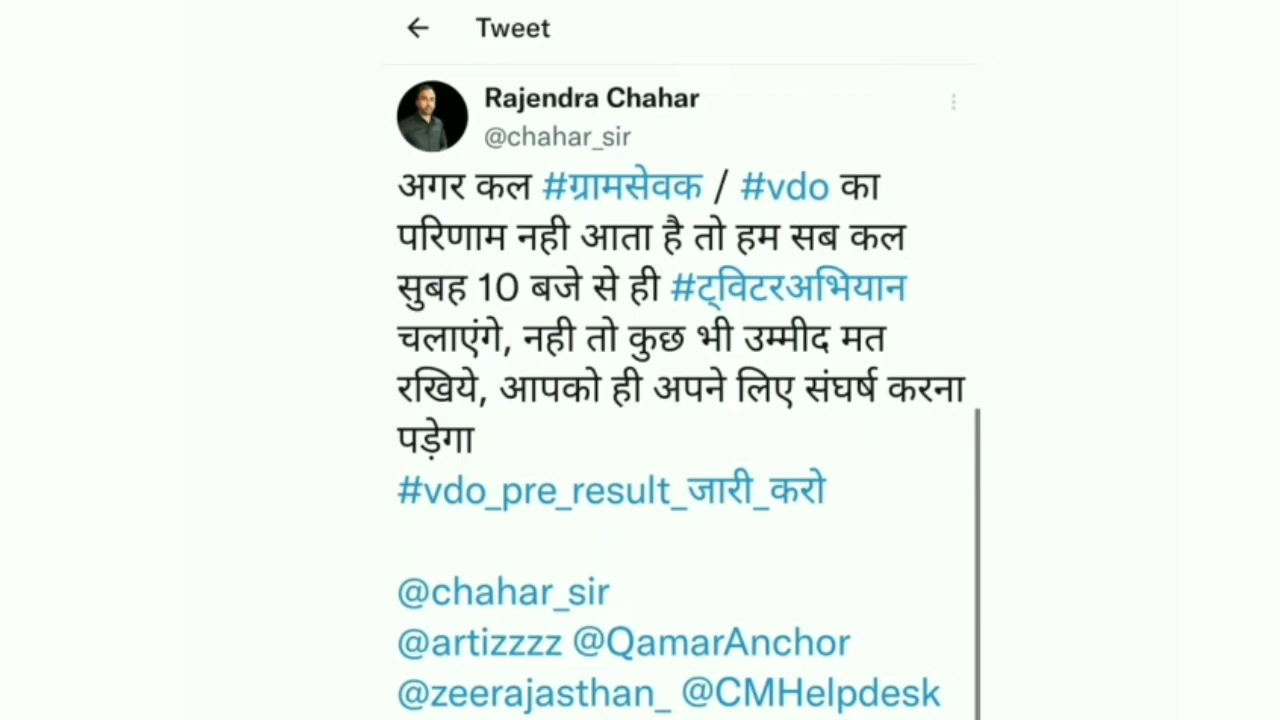 Tweet
Rajendra Chahar
@chahar_sir
अगर कल #ग्रामसेवक / #vdo का
परिणाम नही आता है तो हम सब कल
सुबह 10 बजे से ही #ट्विटरअभियान
चलाएंगे, नही तो कुछ भी उम्मीद मत
रखिये, आपको ही अपने लिए संघर्ष करना
पड़ेगा
#vdo_pre_result_जारी_करो
@chahar_sir
@artizzzz @QamarAnchor
@zeerajasthan_ @CMHelpdesk